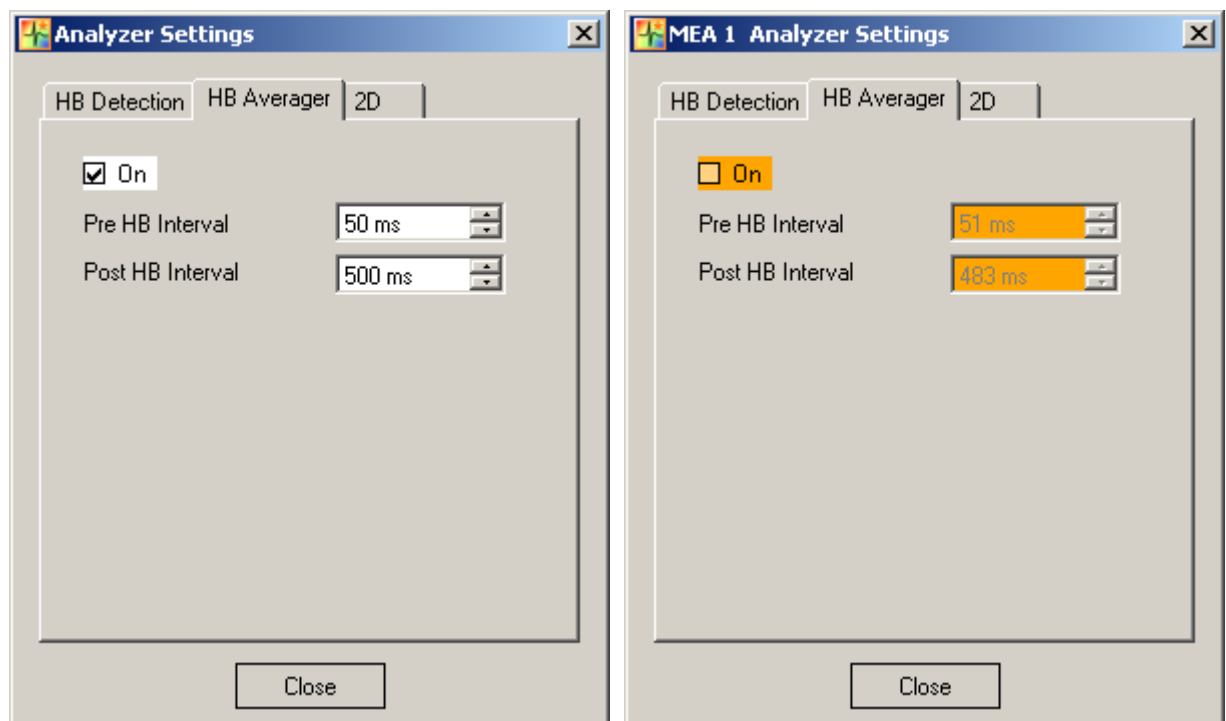 Analyzer Settings
HB Detection HB Averager 2D
On
Pre HB Interval 50 ms
Post HB Interval 500 ms
Close
MEA 1 Analyzer Settings
HB Detection HB Averager 2D
On
Pre HB Interval 51 ms
Post HB Interval 483 ms
Close